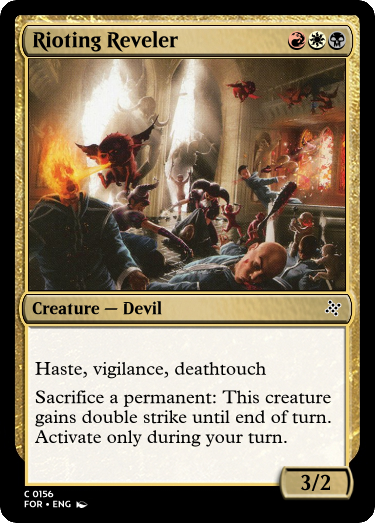 Rioting Reveler
Creature — Devil
Haste, vigilance, deathtouch
Sacrifice a permanent: This creature
gains double strike until end of turn.
Activate only during your turn.
3/2
C 0156
FOR • ENG